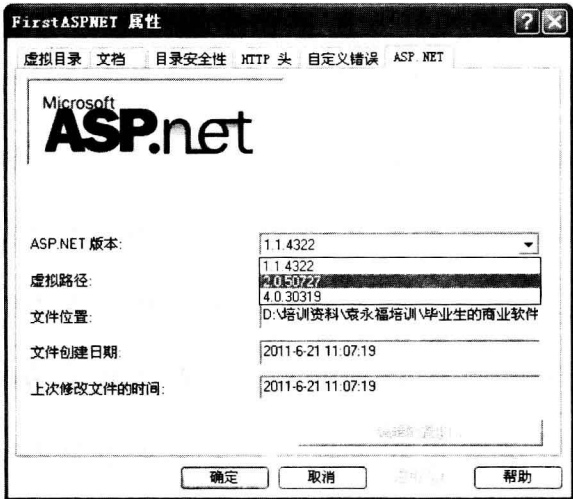 FirstASPNET 属性
虚拟目录 文档 目录安全性 HTTP 头 自定义错误 ASP.NET
Microsoft
ASP.net
ASP.NET 版本:
1.1.4322
1.1.4322
2.0.50727
虚拟路径:
4.0.30319
文件位置:
D:\培训资料\袁永福培训\毕业生的商业软件
文件创建日期:
2011-6-21 11:07:19
上次修改文件的时间:
2011-6-21 11:07:19
确定 取消 帮助